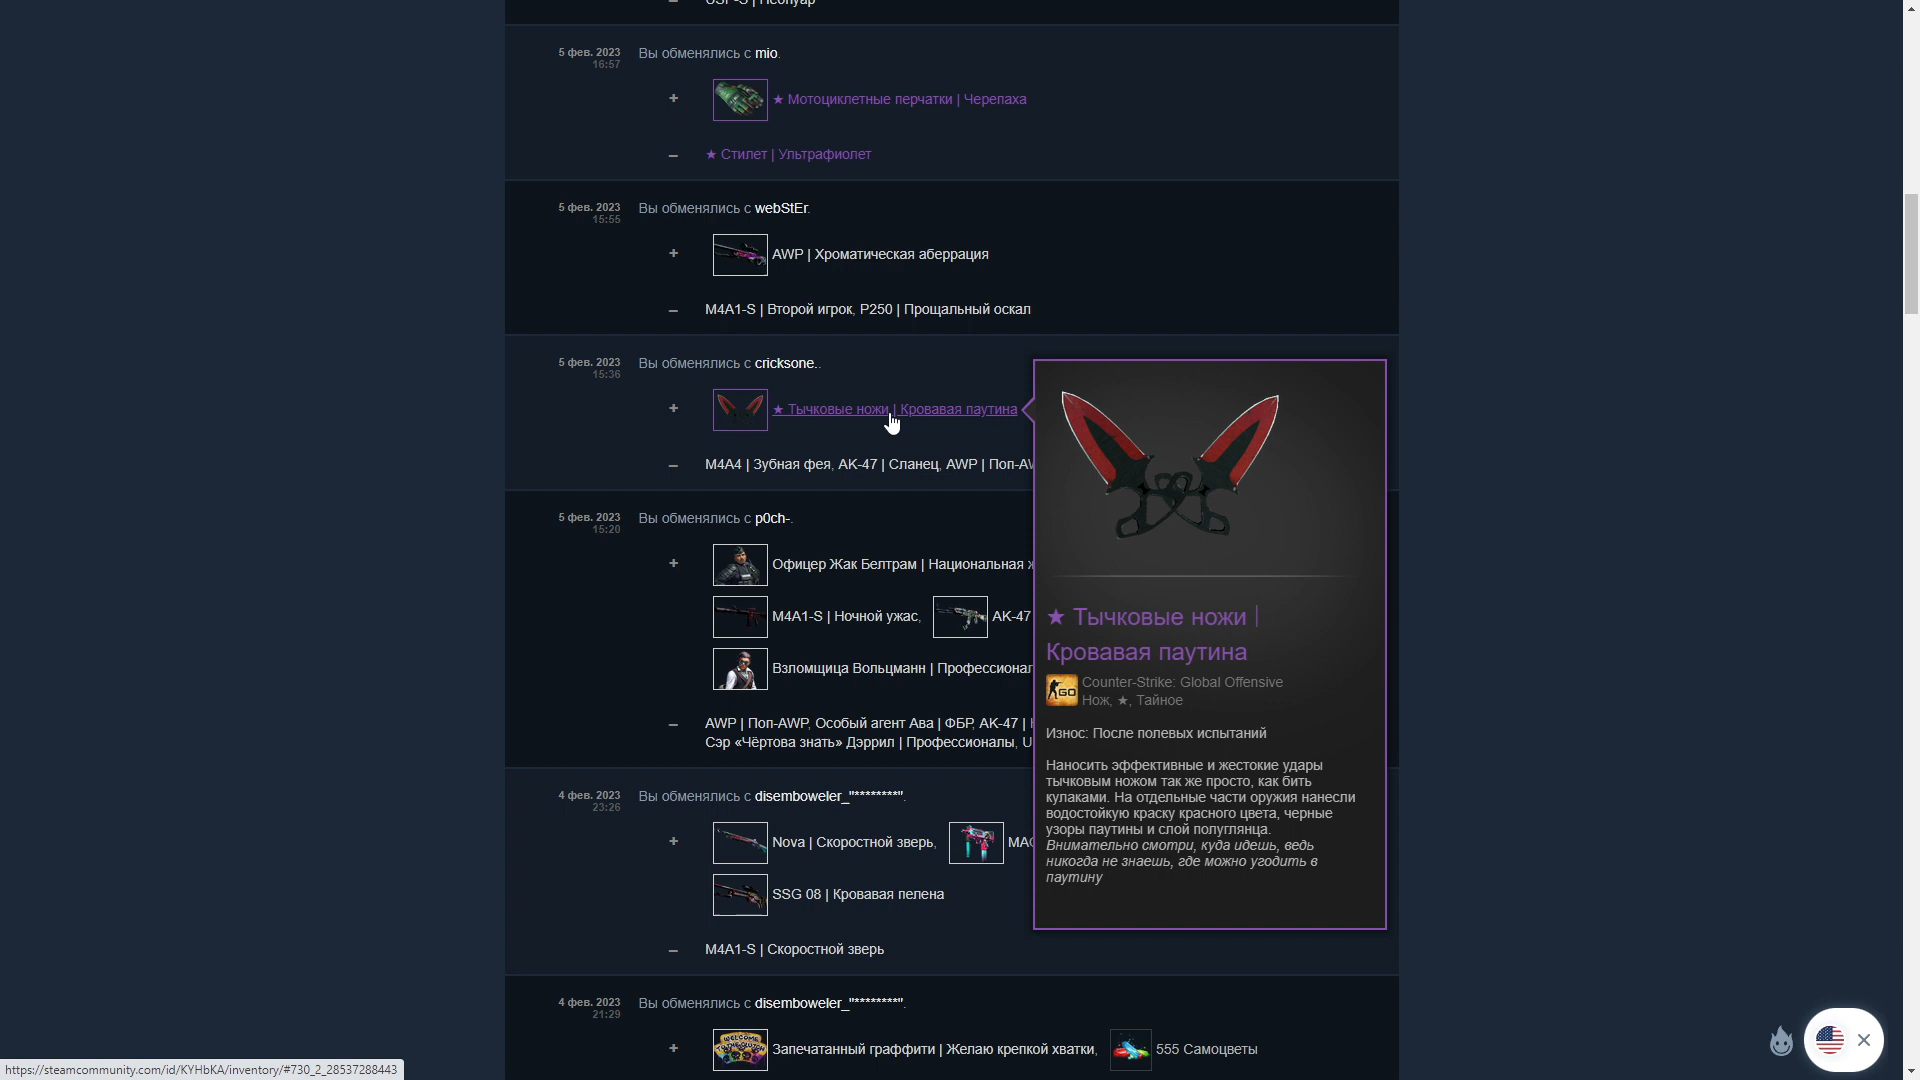 5 фев. 2023 Вы обменялись с mio.
16:57
+ ★ Мотоциклетные перчатки | Черепаха
– ★ Стилет | Ультрафиолет
5 фев. 2023 Вы обменялись с webStEr.
15:55
+ AWP | Хроматическая аберрация
– M4A1-S | Второй игрок, P250 | Прощальный оскал
5 фев. 2023 Вы обменялись с cricksone..
15:36
+ ★ Тычковые ножи | Кровавая паутина
– M4A4 | Зубная фея, AK-47 | Сланец, AWP |
5 фев. 2023 Вы обменялись с p0ch-.
15:20
+ Офицер Жак Белтрам | Национальная
M4A1-S | Ночной ужас, AK-47
Взломщица Вольцманн |
– AWP | Поп-AWP, Особый агент Ава | ФБР, AK-47 |
Сэр «Чёртова знать» Дэррил | Профессионалы,
4 фев. 2023 Вы обменялись с disemboweler_"********".
23:26
+ Nova | Скоростной зверь,
SSG 08 | Кровавая пелена
– M4A1-S | Скоростной зверь
4 фев. 2023 Вы обменялись с disemboweler_"********".
21:29
+ Запечатанный граффити | Желаю крепкой хватки, 555 Самоцветы
★ Тычковые ножи |
Кровавая паутина
Counter-Strike: Global Offensive
Нож, ★, Тайное
Износ: После полевых испытаний
Наносить эффективные и жестокие удары
тычковым ножом так же просто, как бить
кулаками. На отдельные части оружия нанесли
водостойкую краску красного цвета, черные
узоры паутины и слой полуглянца.
Внимательно смотри, куда идешь, ведь
никогда не знаешь, где можно угодить в
паутину
https://steamcommunity.com/id/KYHbKA/inventory/#730_2_28537288443